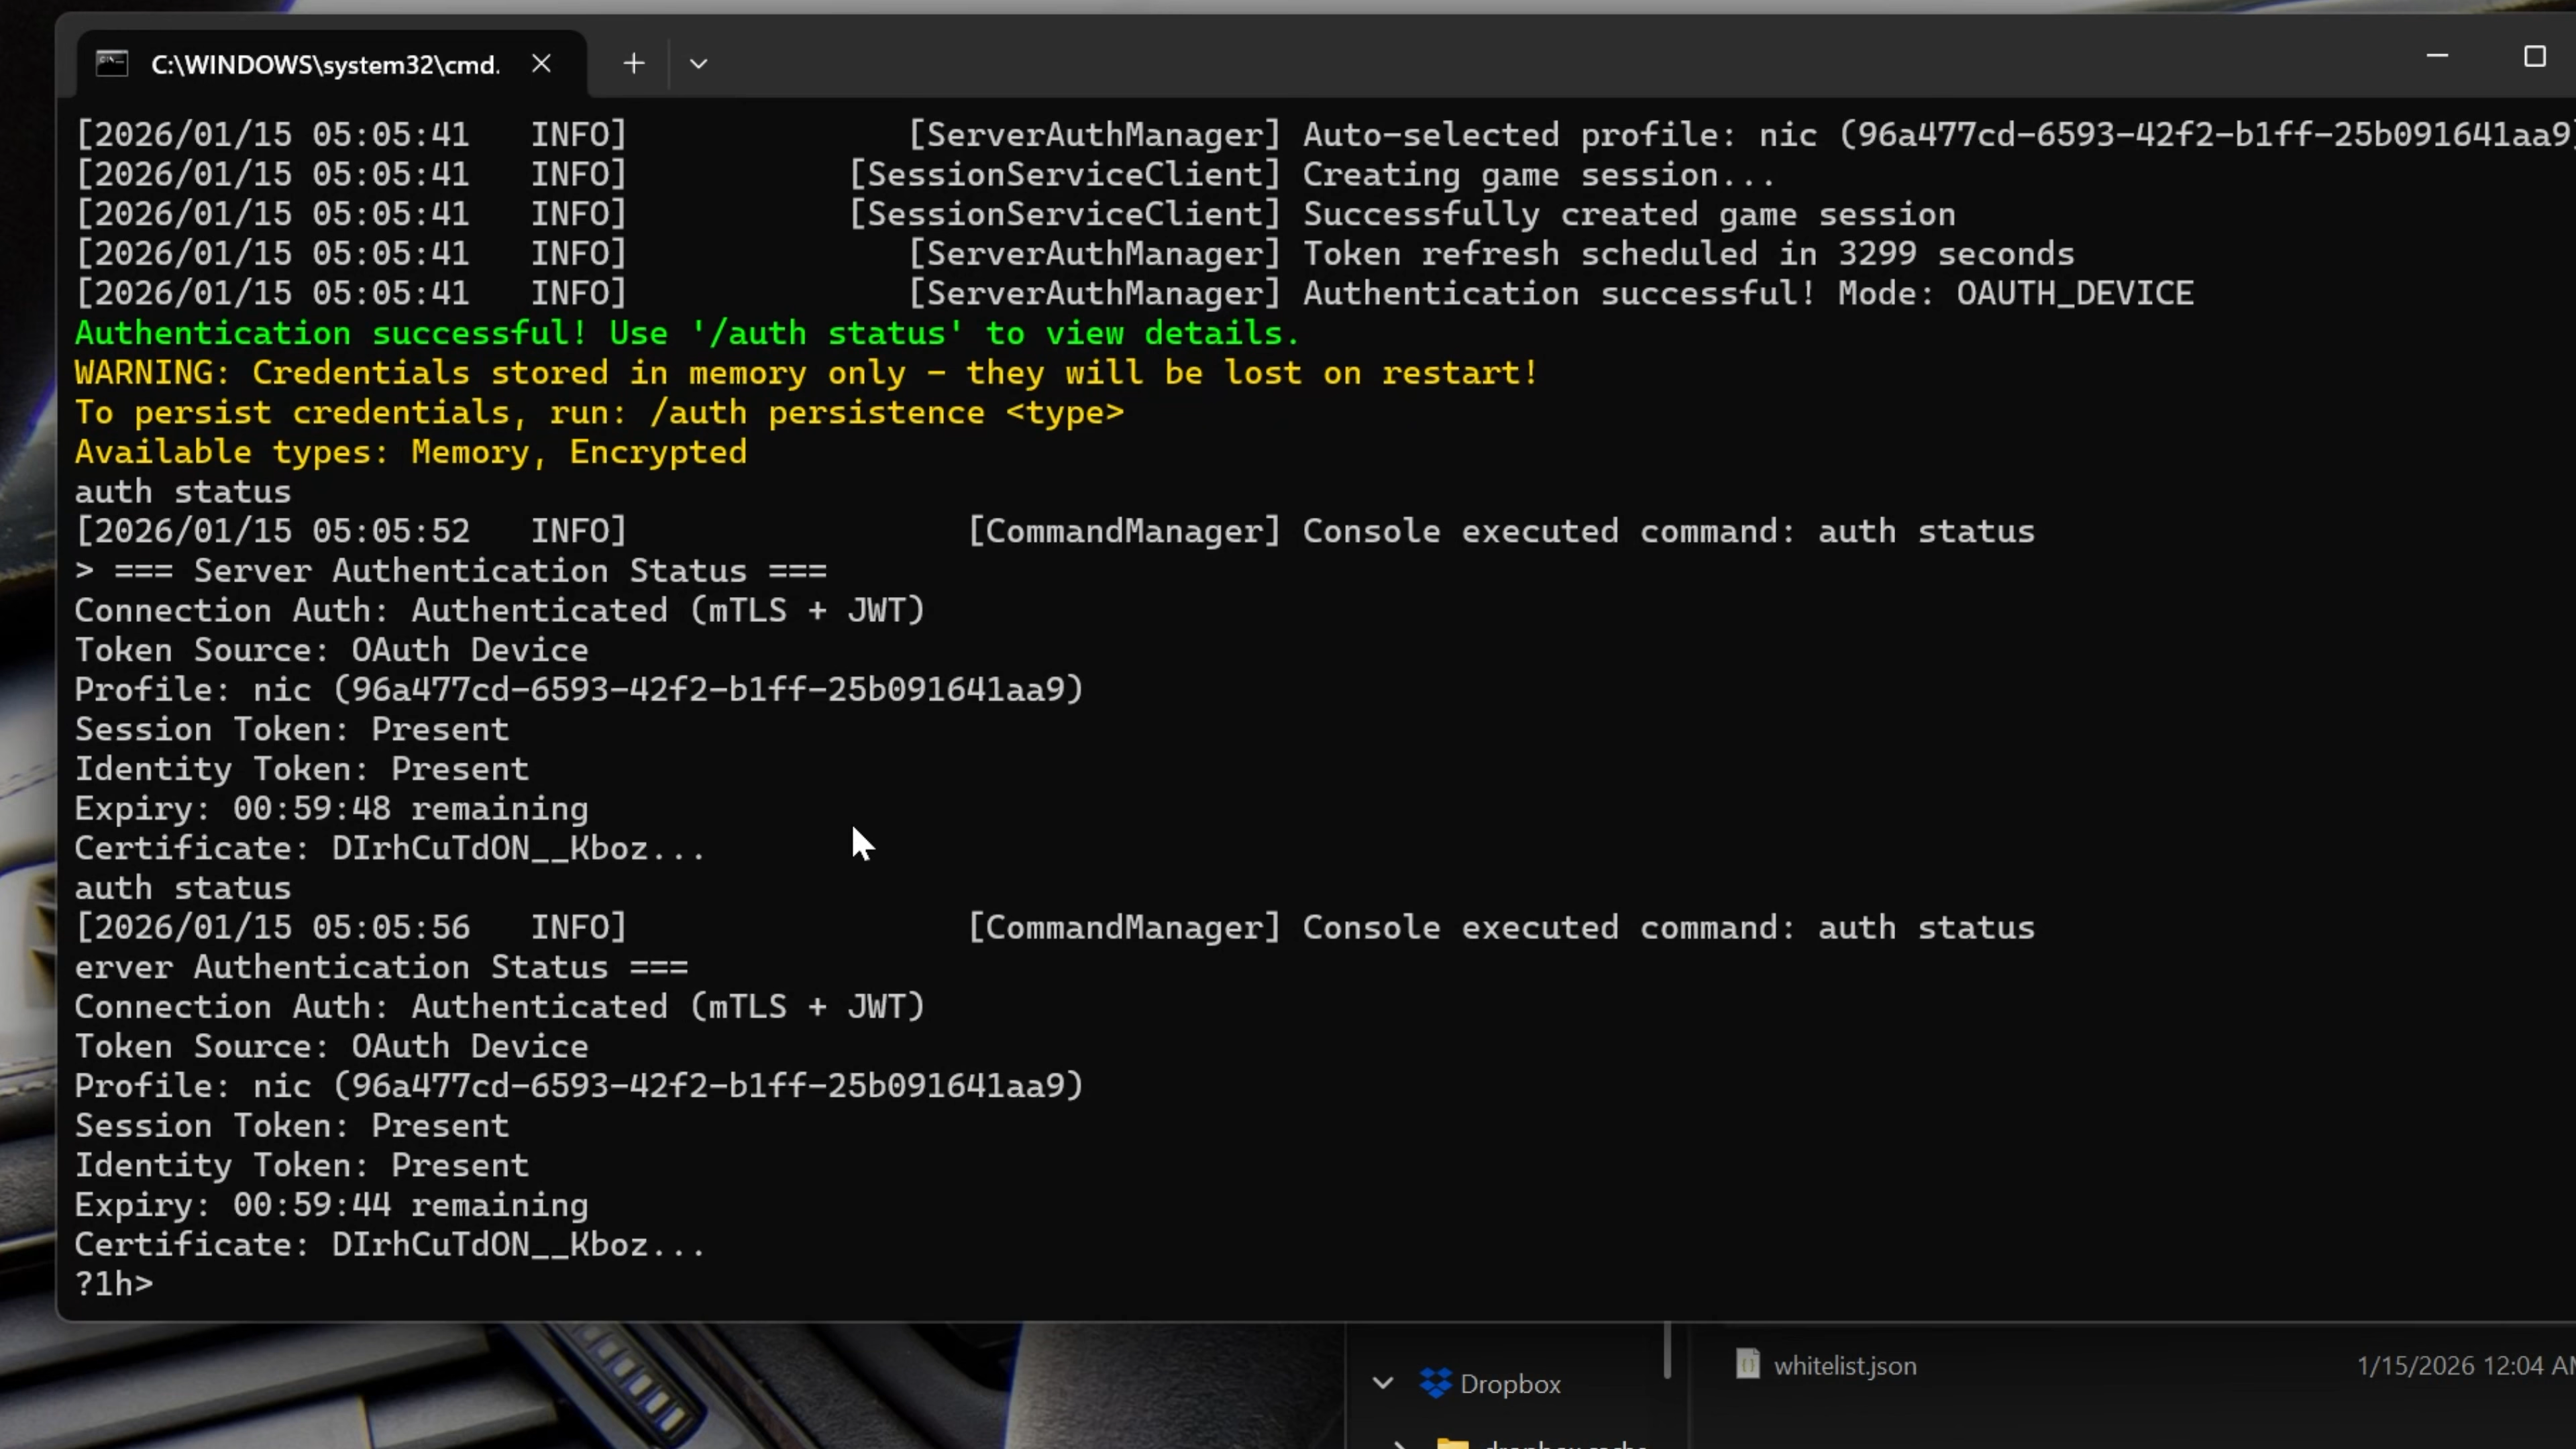 C:\WINDOWS\system32\cmd.
[2026/01/15 05:05:41   INFO]              [ServerAuthManager] Auto-selected profile: nic (96a477cd-6593-42f2-b1ff-25b091641aa9)
[2026/01/15 05:05:41   INFO]           [SessionServiceClient] Creating game session...
[2026/01/15 05:05:41   INFO]           [SessionServiceClient] Successfully created game session
[2026/01/15 05:05:41   INFO]              [ServerAuthManager] Token refresh scheduled in 3299 seconds
[2026/01/15 05:05:41   INFO]              [ServerAuthManager] Authentication successful! Mode: OAUTH_DEVICE
Authentication successful! Use '/auth status' to view details.
WARNING: Credentials stored in memory only - they will be lost on restart!
To persist credentials, run: /auth persistence <type>
Available types: Memory, Encrypted
auth status
[2026/01/15 05:05:52   INFO]                 [CommandManager] Console executed command: auth status
> === Server Authentication Status ===
Connection Auth: Authenticated (mTLS + JWT)
Token Source: OAuth Device
Profile: nic (96a477cd-6593-42f2-b1ff-25b091641aa9)
Session Token: Present
Identity Token: Present
Expiry: 00:59:48 remaining
Certificate: DIrhCuTdON__Kboz...
auth status
[2026/01/15 05:05:56   INFO]                 [CommandManager] Console executed command: auth status
erver Authentication Status ===
Connection Auth: Authenticated (mTLS + JWT)
Token Source: OAuth Device
Profile: nic (96a477cd-6593-42f2-b1ff-25b091641aa9)
Session Token: Present
Identity Token: Present
Expiry: 00:59:44 remaining
Certificate: DIrhCuTdON__Kboz...
?1h>
Dropbox
whitelist.json 1/15/2026 12:04 AM